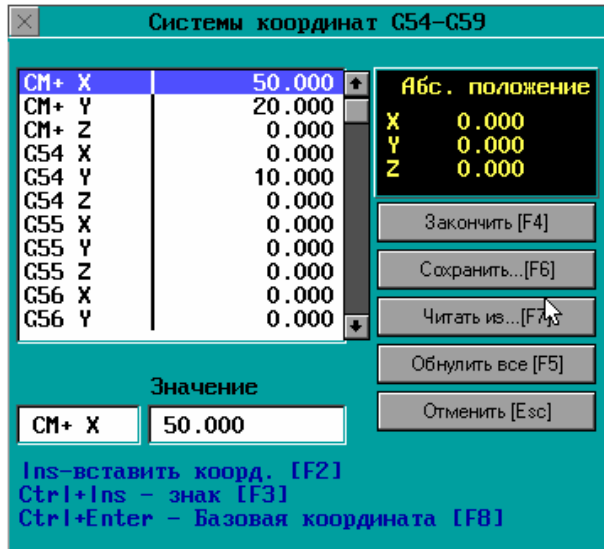 Системы координат G54-G59
CM+ X 50.000
CM+ Y 20.000
CM+ Z 0.000
G54 X 0.000
G54 Y 10.000
G54 Z 0.000
G55 X 0.000
G55 Y 0.000
G55 Z 0.000
G56 X 0.000
G56 Y 0.000
Абс. положение
X 0.000
Y 0.000
Z 0.000
Закончить [F4]
Сохранить...[F6]
Читать из...[F7]
Обнулить все [F5]
Отменить [Esc]
Значение
CM+ X 50.000
Ins-вставить коорд. [F2]
Ctrl+Ins - знак [F3]
Ctrl+Enter - Базовая координата [F8]